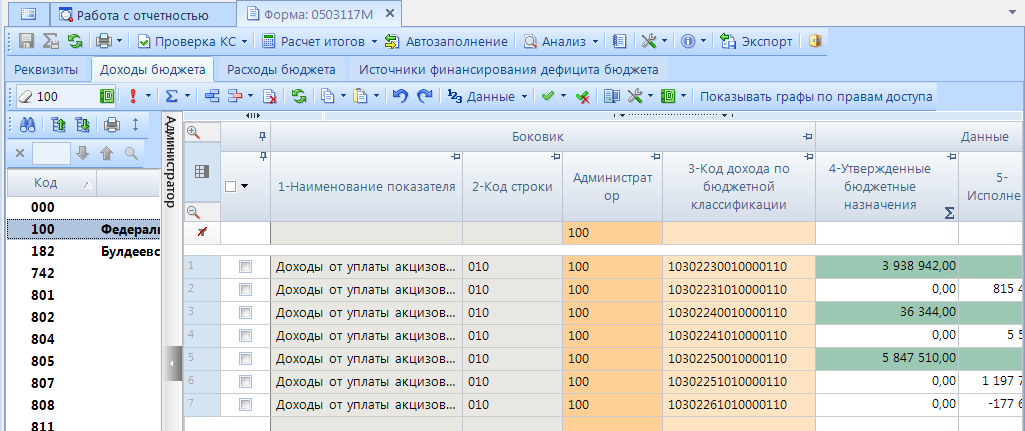 Работа с отчетностью Форма: 0503117М
Проверка КС Расчет итогов Автозаполнение Анализ Экспорт
Реквизиты Доходы бюджета Расходы бюджета Источники финансирования дефицита бюджета
100 Данные Показывать графы по правам доступа
Администратор
Боковик Данные
1-Наименование показателя 2-Код строки Администрат
ор 3-Код дохода по
бюджетной
классификации 4-Утвержденные
бюджетные
назначения 5-
Исполне
Код
100
000
100 Федераль
182 Булдеевс
742
801
802
804
805
807
808
811
1 Доходы от уплаты акцизов... 010 100 10302230010000110 3 938 942,00
2 Доходы от уплаты акцизов... 010 100 10302231010000110 0,00 815 4
3 Доходы от уплаты акцизов... 010 100 10302240010000110 36 344,00
4 Доходы от уплаты акцизов... 010 100 10302241010000110 0,00 5 5
5 Доходы от уплаты акцизов... 010 100 10302250010000110 5 847 510,00
6 Доходы от уплаты акцизов... 010 100 10302251010000110 0,00 1 197 7
7 Доходы от уплаты акцизов... 010 100 10302261010000110 0,00 -177 6